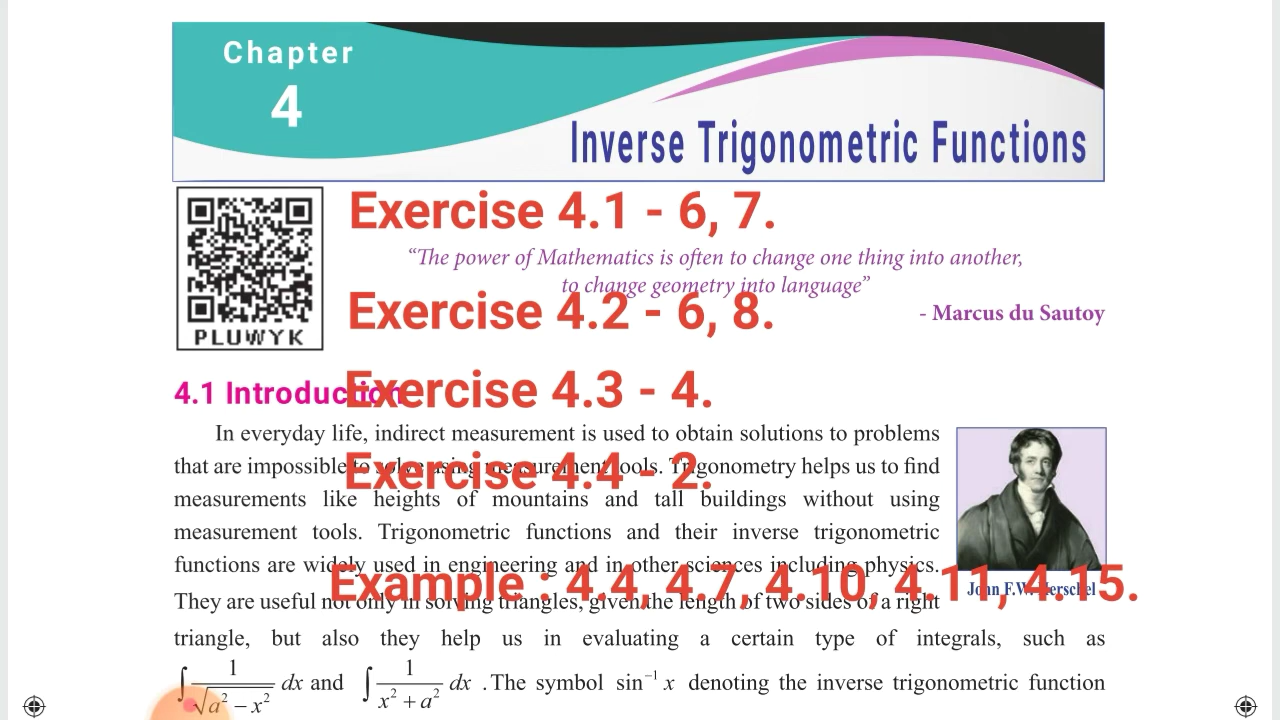 Chapter
4
Inverse Trigonometric Functions
Exercise 4.1 - 6, 7.
“The power of Mathematics is often to change one thing into another,
to change geometry into language”
Exercise 4.2 - 6, 8.
- Marcus du Sautoy
PLUWYK
4.1 Introduction
Exercise 4.3 - 4.
In everyday life, indirect measurement is used to obtain solutions to problems
that are impossible to solve using measurement tools. Trigonometry helps us to find
Exercise 4.4 - 2.
measurements like heights of mountains and tall buildings without using
measurement tools. Trigonometric functions and their inverse trigonometric
functions are widely used in engineering and in other sciences including physics.
Example : 4.4, 4.7, 4.10, 4.11, 4.15.
John F.W. Herschel
They are useful not only in solving triangles, given the length of two sides of a right
triangle, but also they help us in evaluating a certain type of integrals, such as
∫ 1/√(a² − x²) dx and ∫ 1/(x² + a²) dx . The symbol sin⁻¹ x denoting the inverse trigonometric function